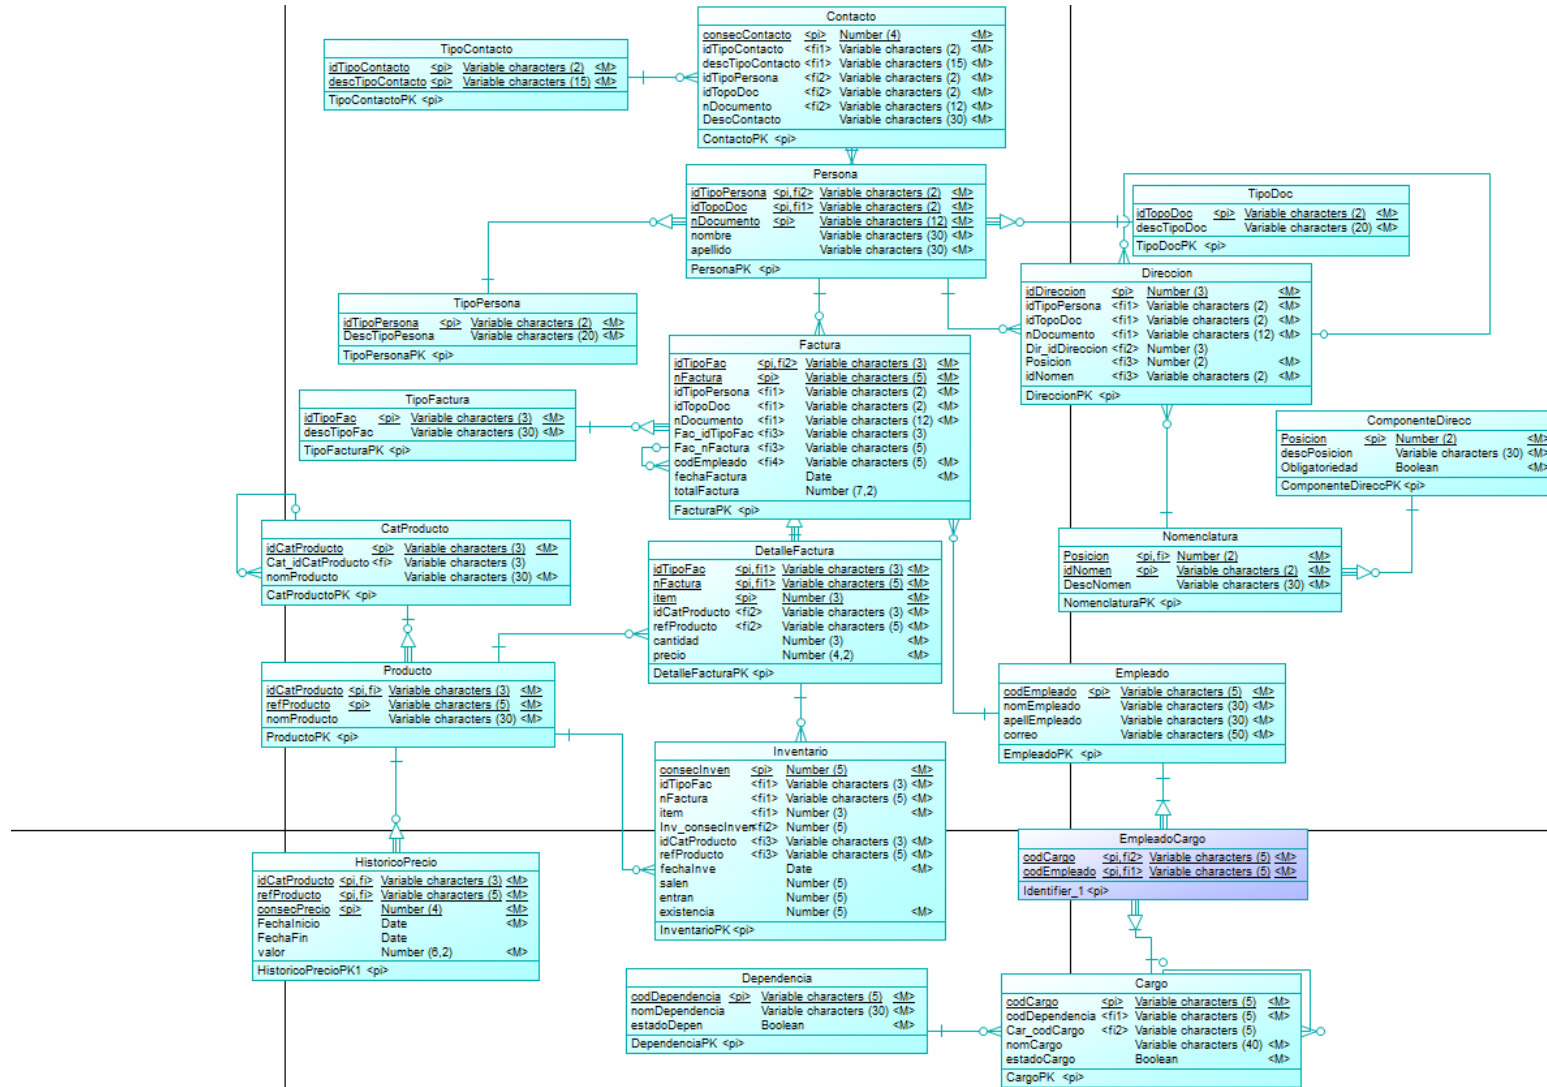 Contacto
consecContacto <pi> Number (4) <M>
idTipoContacto <fi1> Variable characters (2) <M>
descTipoContacto <fi1> Variable characters (15) <M>
idTipoPersona <fi2> Variable characters (2) <M>
idTopoDoc <fi2> Variable characters (2) <M>
nDocumento <fi2> Variable characters (12) <M>
DescContacto Variable characters (30) <M>
ContactoPK <pi>
TipoContacto
idTipoContacto <pi> Variable characters (2) <M>
descTipoContacto <pi> Variable characters (15) <M>
TipoContactoPK <pi>
Persona
idTipoPersona <pi,fi2> Variable characters (2) <M>
idTopoDoc <pi,fi1> Variable characters (2) <M>
nDocumento <pi> Variable characters (12) <M>
nombre Variable characters (30) <M>
apellido Variable characters (30) <M>
PersonaPK <pi>
TipoDoc
idTopoDoc <pi> Variable characters (2) <M>
descTipoDoc Variable characters (20) <M>
TipoDocPK <pi>
Direccion
idDireccion <pi> Number (3) <M>
idTipoPersona <fi1> Variable characters (2) <M>
idTopoDoc <fi1> Variable characters (2) <M>
nDocumento <fi1> Variable characters (12) <M>
Dir_idDireccion <fi2> Number (3)
Posicion <fi3> Number (2) <M>
idNomen <fi3> Variable characters (2) <M>
DireccionPK <pi>
TipoPersona
idTipoPersona <pi> Variable characters (2) <M>
DescTipoPesona Variable characters (20) <M>
TipoPersonaPK <pi>
Factura
idTipoFac <pi,fi2> Variable characters (3) <M>
nFactura <pi> Variable characters (5) <M>
idTipoPersona <fi1> Variable characters (2) <M>
idTopoDoc <fi1> Variable characters (2) <M>
nDocumento <fi1> Variable characters (12) <M>
Fac_idTipoFac <fi3> Variable characters (3)
Fac_nFactura <fi3> Variable characters (5)
codEmpleado <fi4> Variable characters (5) <M>
fechaFactura Date <M>
totalFactura Number (7,2)
FacturaPK <pi>
TipoFactura
idTipoFac <pi> Variable characters (3) <M>
descTipoFac Variable characters (30) <M>
TipoFacturaPK <pi>
ComponenteDirecc
Posicion <pi> Number (2) <M>
descPosicion Variable characters (30) <M>
Obligatoriedad Boolean <M>
ComponenteDireccPK <pi>
CatProducto
idCatProducto <pi> Variable characters (3) <M>
Cat_idCatProducto <fi> Variable characters (3)
nomProducto Variable characters (30) <M>
CatProductoPK <pi>
DetalleFactura
idTipoFac <pi,fi1> Variable characters (3) <M>
nFactura <pi,fi1> Variable characters (5) <M>
item <pi> Number (3) <M>
idCatProducto <fi2> Variable characters (3) <M>
refProducto <fi2> Variable characters (5) <M>
cantidad Number (3) <M>
precio Number (4,2) <M>
DetalleFacturaPK <pi>
Nomenclatura
Posicion <pi,fi> Number (2) <M>
idNomen <pi> Variable characters (2) <M>
DescNomen Variable characters (30) <M>
NomenclaturaPK <pi>
Producto
idCatProducto <pi,fi> Variable characters (3) <M>
refProducto <pi> Variable characters (5) <M>
nomProducto Variable characters (30) <M>
ProductoPK <pi>
Empleado
codEmpleado <pi> Variable characters (5) <M>
nomEmpleado Variable characters (30) <M>
apellEmpleado Variable characters (30) <M>
correo Variable characters (50) <M>
EmpleadoPK <pi>
Inventario
consecInven <pi> Number (5) <M>
idTipoFac <fi1> Variable characters (3) <M>
nFactura <fi1> Variable characters (5) <M>
item <fi1> Number (3) <M>
Inv_consecInven <fi2> Number (5)
idCatProducto <fi3> Variable characters (3) <M>
refProducto <fi3> Variable characters (5) <M>
fechaInve Date <M>
salen Number (5)
entran Number (5)
existencia Number (5) <M>
InventarioPK <pi>
EmpleadoCargo
codCargo <pi,fi2> Variable characters (5) <M>
codEmpleado <pi,fi1> Variable characters (5) <M>
Identifier_1 <pi>
HistoricoPrecio
idCatProducto <pi,fi> Variable characters (3) <M>
refProducto <pi,fi> Variable characters (5) <M>
consecPrecio <pi> Number (4) <M>
FechaInicio Date <M>
FechaFin Date
valor Number (6,2) <M>
HistoricoPrecioPK1 <pi>
Dependencia
codDependencia <pi> Variable characters (5) <M>
nomDependencia Variable characters (30) <M>
estadoDepen Boolean <M>
DependenciaPK <pi>
Cargo
codCargo <pi> Variable characters (5) <M>
codDependencia <fi1> Variable characters (5) <M>
Car_codCargo <fi2> Variable characters (5)
nomCargo Variable characters (40) <M>
estadoCargo Boolean <M>
CargoPK <pi>